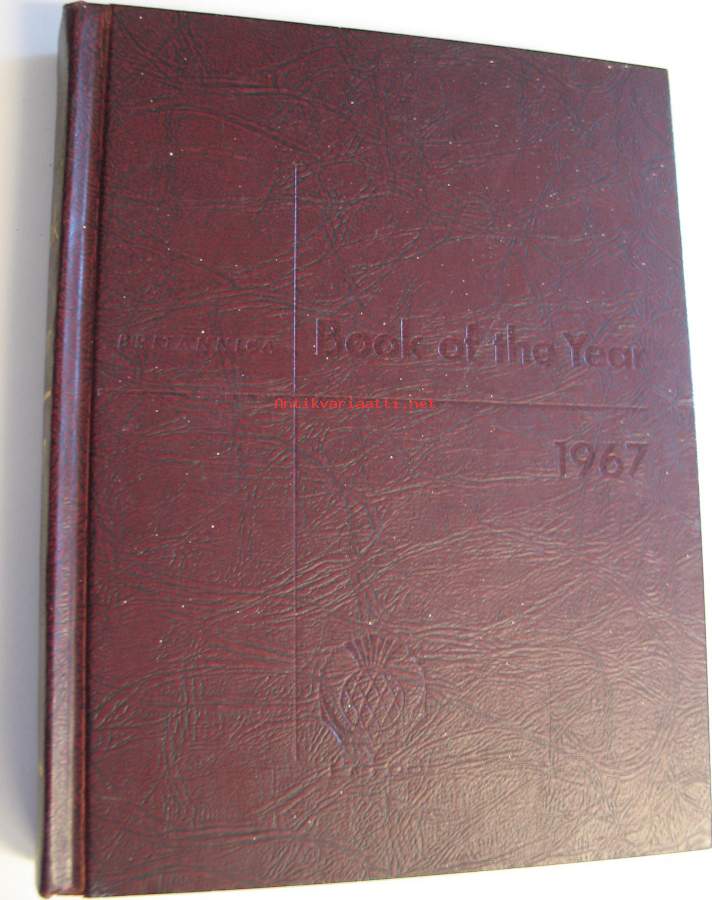 BRITANNICA Book of the Year
Antikvariaatti.net
1967